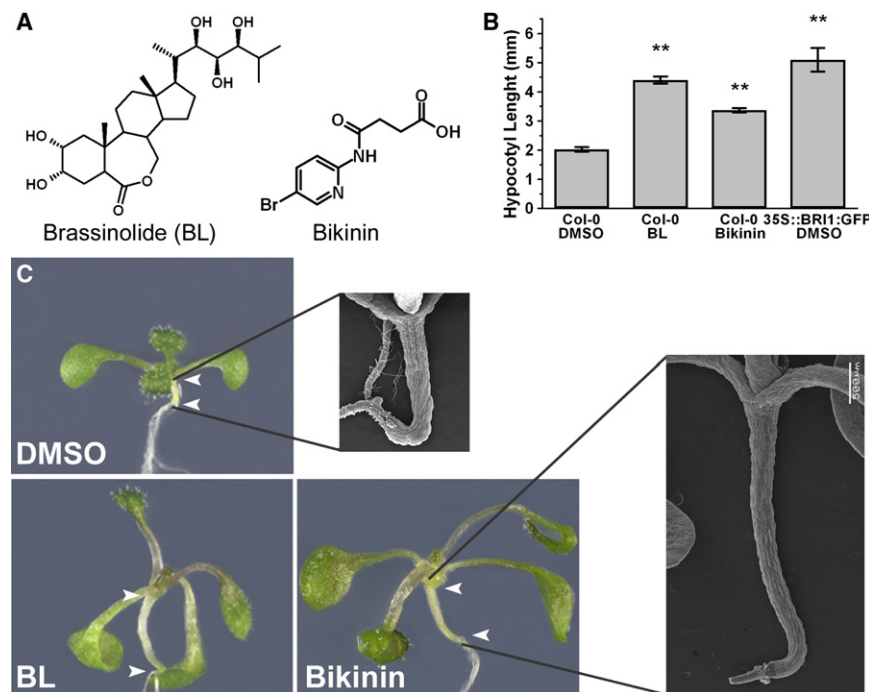 A
OH
OH
OH
OH
HO
HO
O
O
Brassinolide (BL)
O
O
OH
NH
N
Br
Bikinin
B
Hypocotyl Lenght (mm)
6
5
4
3
2
1
0
**
**
**
Col-0
DMSO
Col-0
BL
Col-0
Bikinin
35S::BRI1:GFP
DMSO
C
DMSO
BL
Bikinin